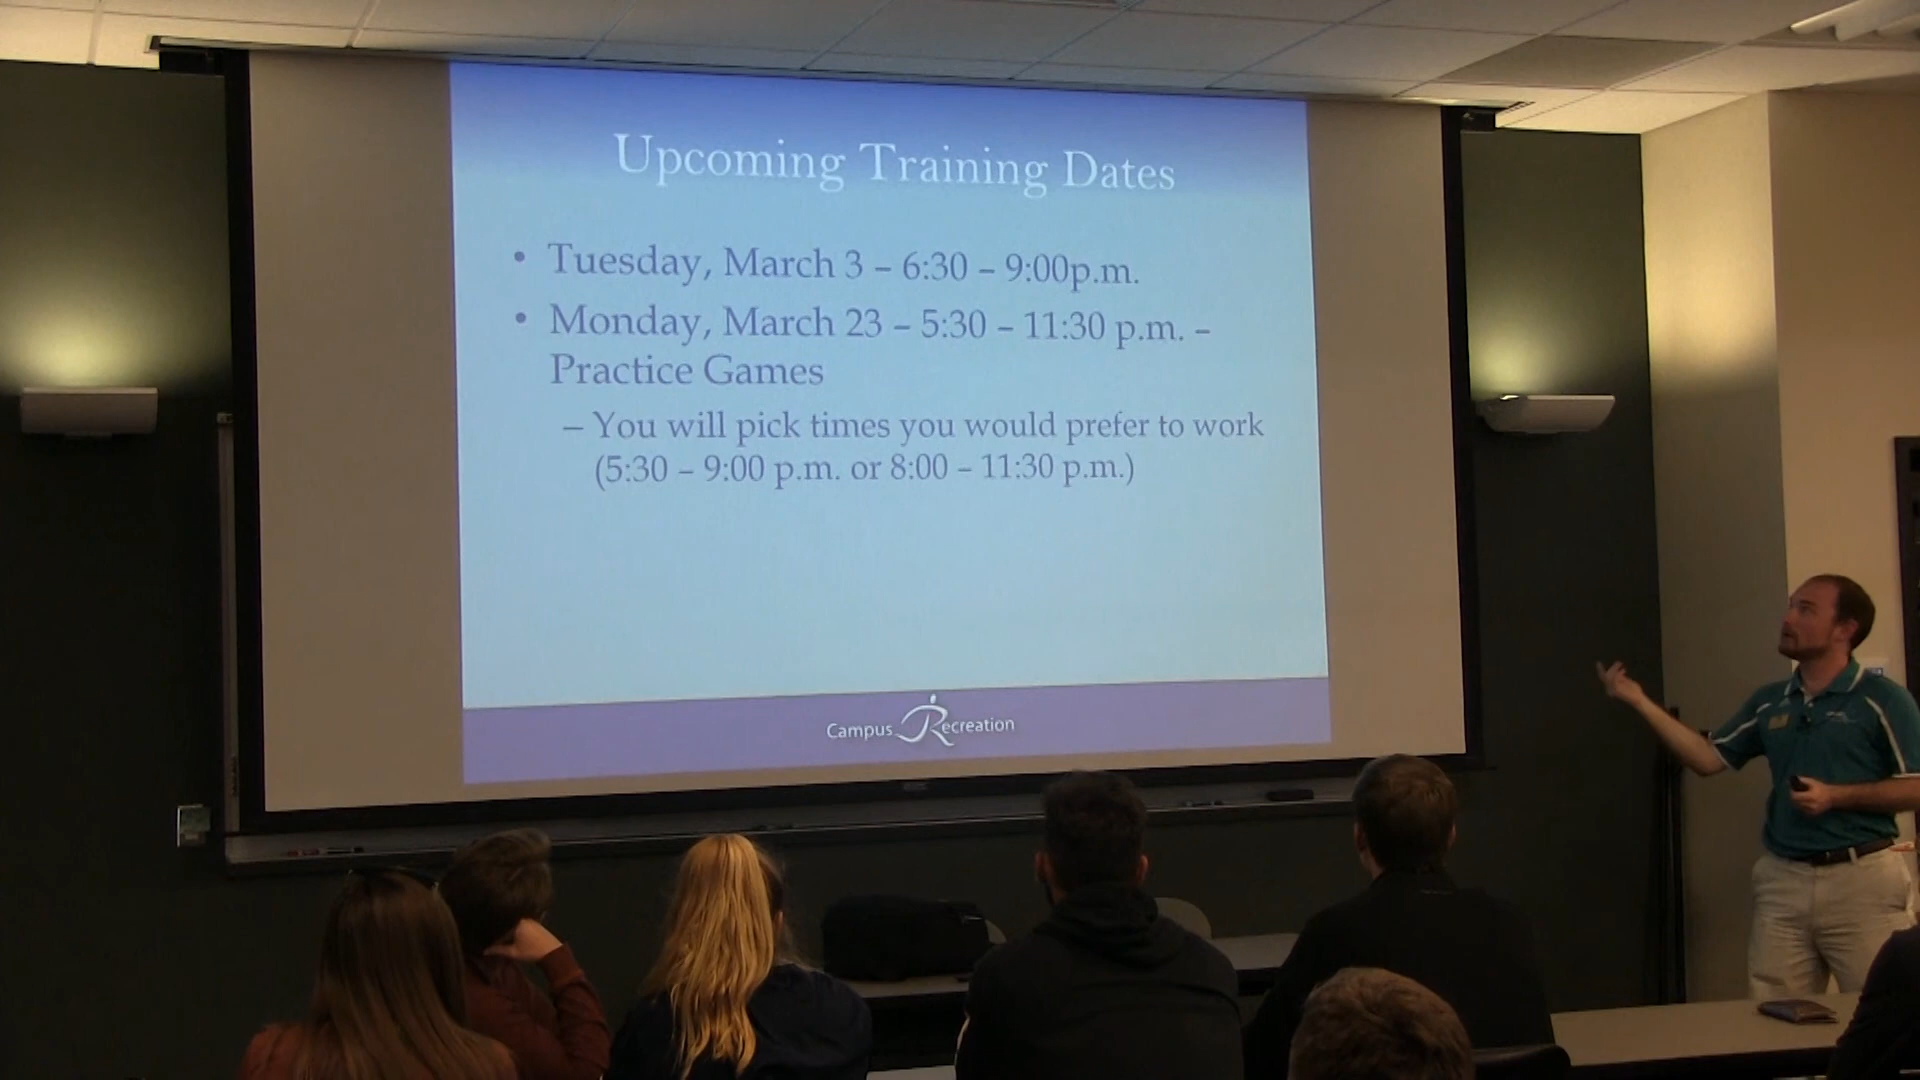 Upcoming Training Dates
• Tuesday, March 3 – 6:30 – 9:00p.m.
• Monday, March 23 – 5:30 – 11:30 p.m. –
Practice Games
– You will pick times you would prefer to work
(5:30 – 9:00 p.m. or 8:00 – 11:30 p.m.)
Campus Recreation